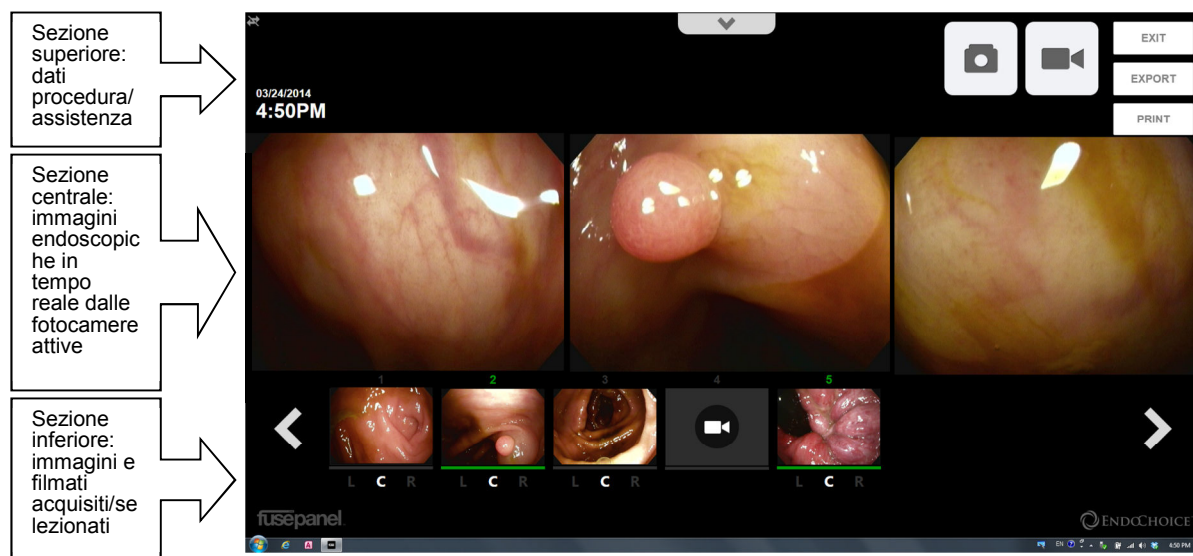 Sezione
superiore:
dati
procedura/
assistenza
Sezione
centrale:
immagini
endoscopic
he in
tempo
reale dalle
fotocamere
attive
Sezione
inferiore:
immagini e
filmati
acquisiti/se
lezionati
03/24/2014
4:50PM
EXIT
EXPORT
PRINT
1 2 3 4 5
L C R L C R L C R L C R
fusepanel
ENDOCHOICE
EN 4:50 PM